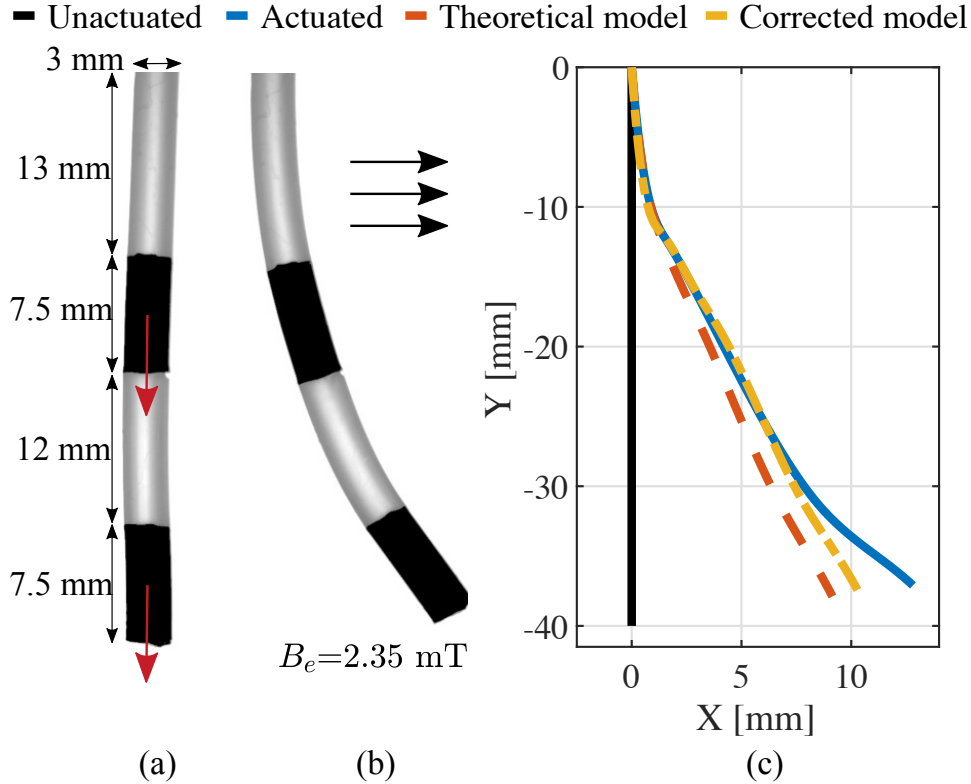 Unactuated Actuated Theoretical model Corrected model
3 mm
13 mm
7.5 mm
12 mm
7.5 mm
B_e=2.35 mT
0
-10
-20
-30
-40
Y [mm]
0 5 10
X [mm]
(a) (b) (c)